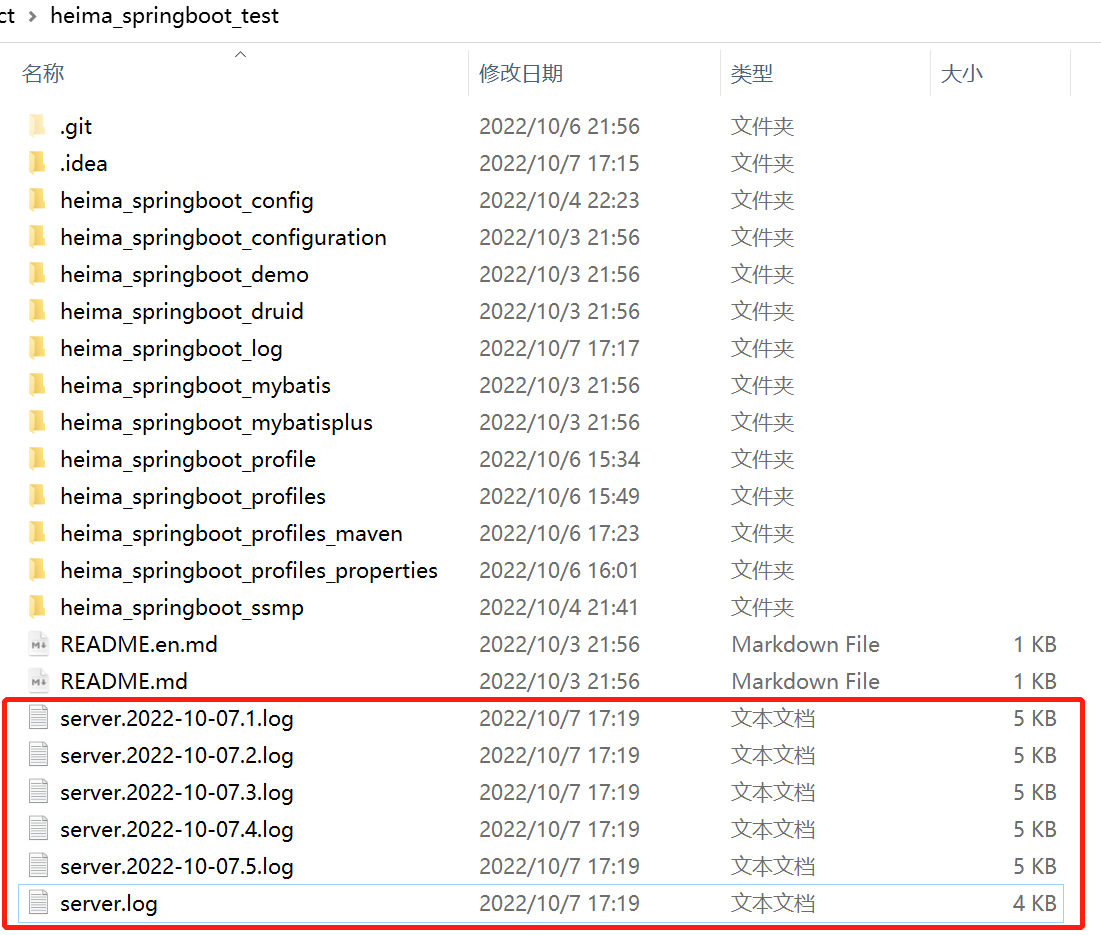 ct > heima_springboot_test
名称 修改日期 类型 大小
.git 2022/10/6 21:56 文件夹
.idea 2022/10/7 17:15 文件夹
heima_springboot_config 2022/10/4 22:23 文件夹
heima_springboot_configuration 2022/10/3 21:56 文件夹
heima_springboot_demo 2022/10/3 21:56 文件夹
heima_springboot_druid 2022/10/3 21:56 文件夹
heima_springboot_log 2022/10/7 17:17 文件夹
heima_springboot_mybatis 2022/10/3 21:56 文件夹
heima_springboot_mybatisplus 2022/10/3 21:56 文件夹
heima_springboot_profile 2022/10/6 15:34 文件夹
heima_springboot_profiles 2022/10/6 15:49 文件夹
heima_springboot_profiles_maven 2022/10/6 17:23 文件夹
heima_springboot_profiles_properties 2022/10/6 16:01 文件夹
heima_springboot_ssmp 2022/10/4 21:41 文件夹
README.en.md 2022/10/3 21:56 Markdown File 1 KB
README.md 2022/10/3 21:56 Markdown File 1 KB
server.2022-10-07.1.log 2022/10/7 17:19 文本文档 5 KB
server.2022-10-07.2.log 2022/10/7 17:19 文本文档 5 KB
server.2022-10-07.3.log 2022/10/7 17:19 文本文档 5 KB
server.2022-10-07.4.log 2022/10/7 17:19 文本文档 5 KB
server.2022-10-07.5.log 2022/10/7 17:19 文本文档 5 KB
server.log 2022/10/7 17:19 文本文档 4 KB